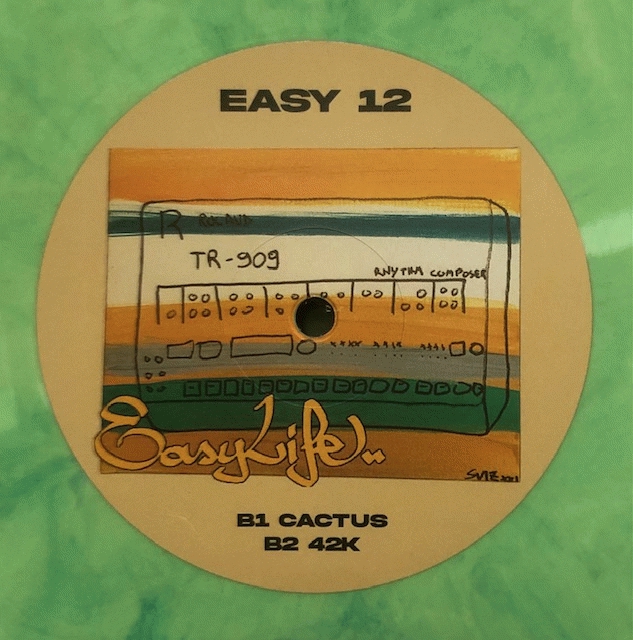 EASY 12
R ROLAND
TR-909
RHYTHM COMPOSER
EasyLife..
B1 CACTUS
B2 42K